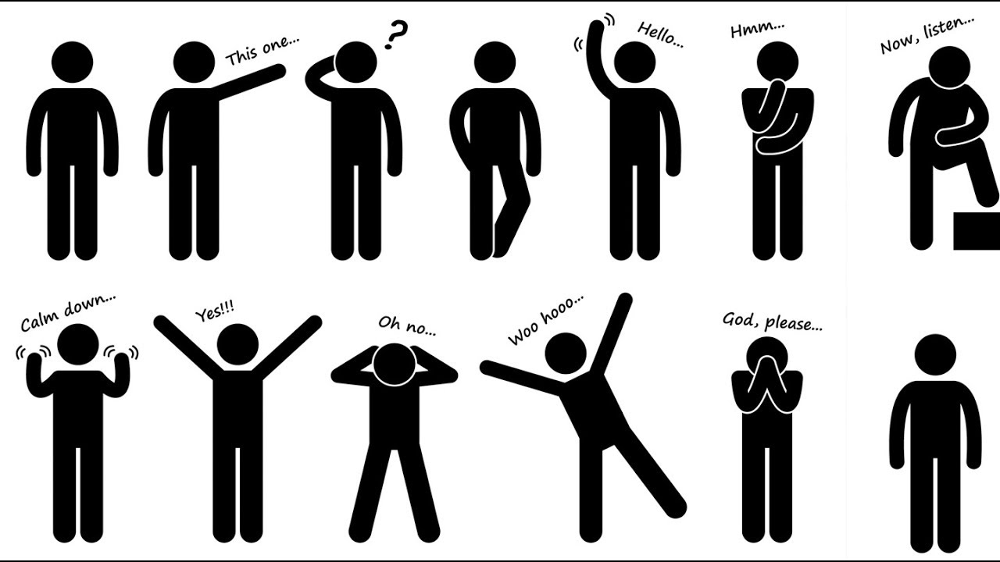 This one...
?
Hello...
Hmm...
Now, listen...
Calm down...
Yes!!!
Oh no...
Woo hooo...
God, please...